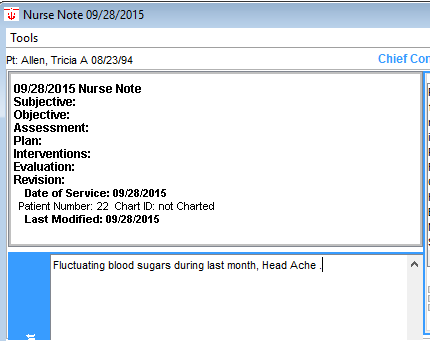 Nurse Note 09/28/2015
Tools
Pt: Allen, Tricia A 08/23/94
Chief Con
09/28/2015 Nurse Note
Subjective:
Objective:
Assessment:
Plan:
Interventions:
Evaluation:
Revision:
Date of Service: 09/28/2015
Patient Number: 22 Chart ID: not Charted
Last Modified: 09/28/2015
Fluctuating blood sugars during last month, Head Ache .